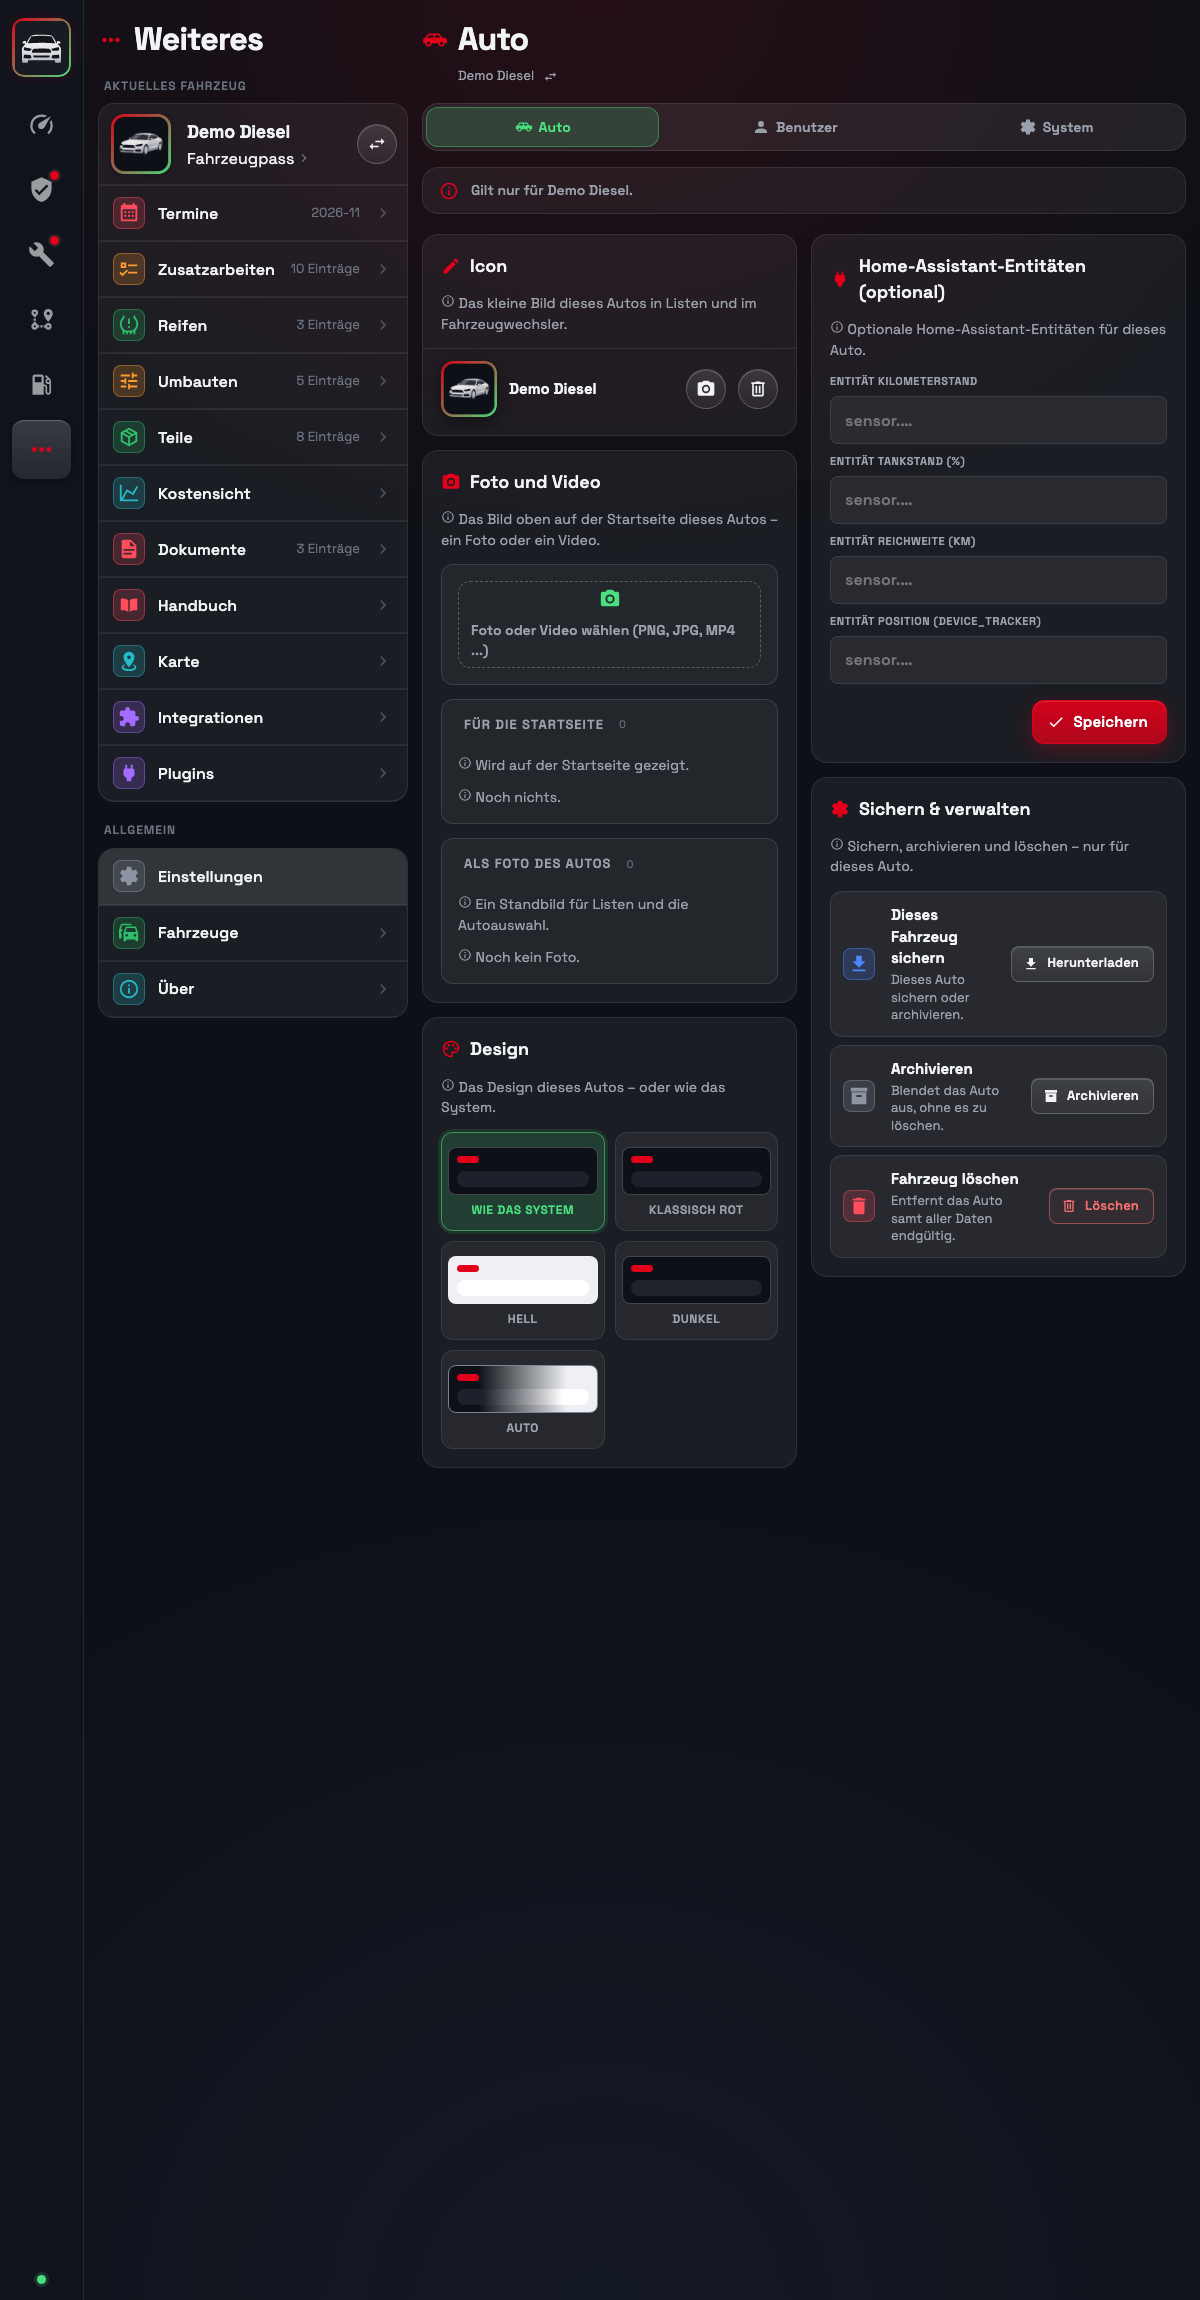 Weiteres
AKTUELLES FAHRZEUG
Demo Diesel
Fahrzeugpass
Termine 2026-11
Zusatzarbeiten 10 Einträge
Reifen 3 Einträge
Umbauten 5 Einträge
Teile 8 Einträge
Kostensicht
Dokumente 3 Einträge
Handbuch
Karte
Integrationen
Plugins
ALLGEMEIN
Einstellungen
Fahrzeuge
Über
Auto
Demo Diesel
Auto Benutzer System
Gilt nur für Demo Diesel.
Icon
Das kleine Bild dieses Autos in Listen und im
Fahrzeugwechsler.
Demo Diesel
Foto und Video
Das Bild oben auf der Startseite dieses Autos –
ein Foto oder ein Video.
Foto oder Video wählen (PNG, JPG, MP4
...)
FÜR DIE STARTSEITE 0
Wird auf der Startseite gezeigt.
Noch nichts.
ALS FOTO DES AUTOS 0
Ein Standbild für Listen und die
Autoauswahl.
Noch kein Foto.
Design
Das Design dieses Autos – oder wie das
System.
WIE DAS SYSTEM
KLASSISCH ROT
HELL
DUNKEL
AUTO
Home-Assistant-Entitäten
(optional)
Optionale Home-Assistant-Entitäten für dieses
Auto.
ENTITÄT KILOMETERSTAND
sensor....
ENTITÄT TANKSTAND (%)
sensor....
ENTITÄT REICHWEITE (KM)
sensor....
ENTITÄT POSITION (DEVICE_TRACKER)
sensor....
Speichern
Sichern & verwalten
Sichern, archivieren und löschen – nur für
dieses Auto.
Dieses
Fahrzeug
sichern
Dieses Auto
sichern oder
archivieren.
Herunterladen
Archivieren
Blendet das Auto
aus, ohne es zu
löschen.
Archivieren
Fahrzeug löschen
Entfernt das Auto
samt aller Daten
endgültig.
Löschen